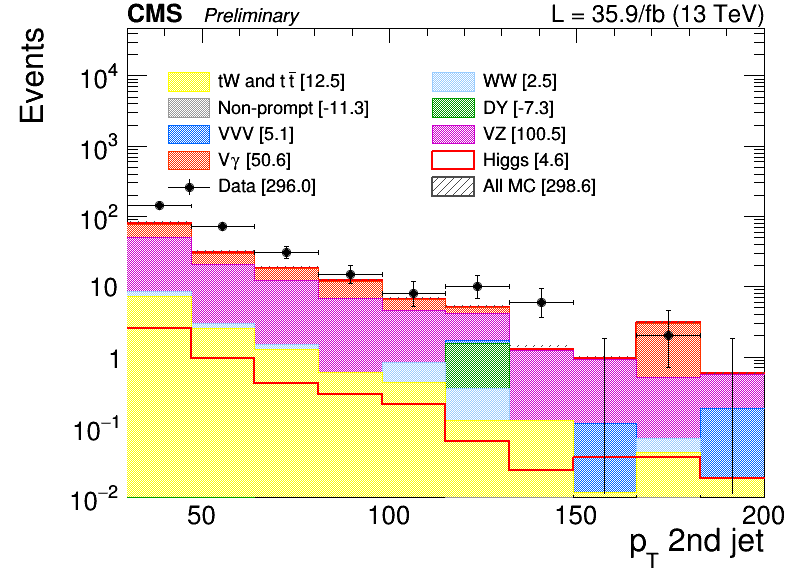 CMS Preliminary L = 35.9/fb (13 TeV)
Events
10⁴
10³
10²
10
1
10⁻¹
10⁻²
tW and t t̅ [12.5]
WW [2.5]
Non-prompt [-11.3]
DY [-7.3]
VVV [5.1]
VZ [100.5]
Vγ [50.6]
Higgs [4.6]
Data [296.0]
All MC [298.6]
50 100 150 200
p_T 2nd jet